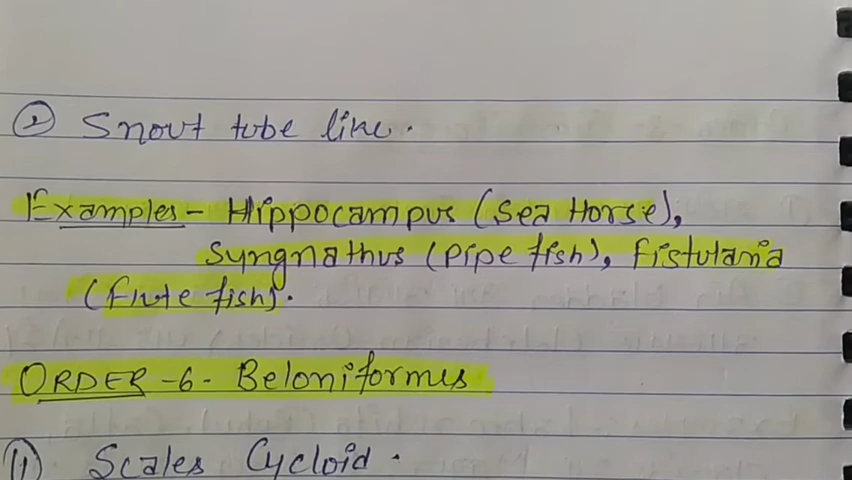 ② Snout tube like.
Examples - Hippocampus (Sea Horse),
Syngnathus (Pipe fish), Fistularia
(Flute fish).
ORDER -6- Beloniformes
(1) Scales Cycloid.